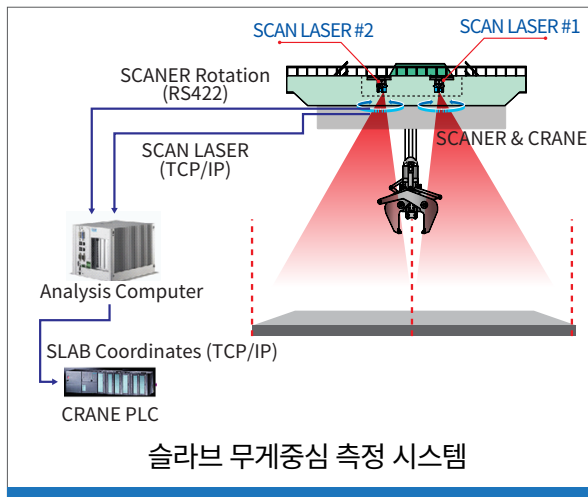 SCAN LASER #2
SCAN LASER #1
SCANER Rotation
(RS422)
SCANER & CRANE
SCAN LASER
(TCP/IP)
Analysis Computer
SLAB Coordinates (TCP/IP)
CRANE PLC
슬라브 무게중심 측정 시스템